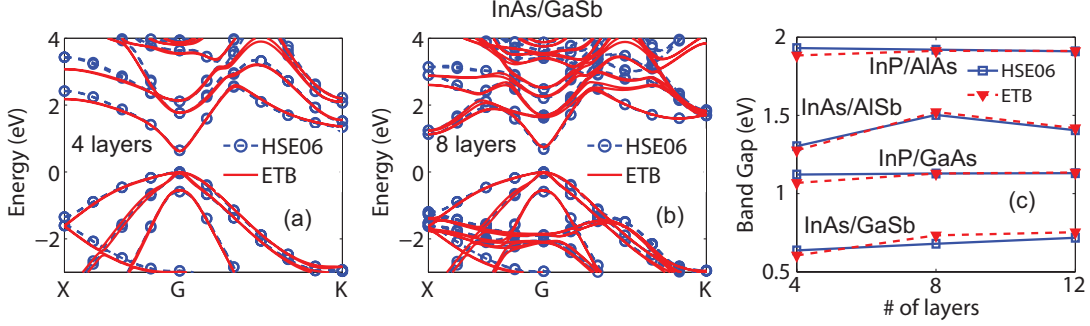 InAs/GaSb
4
2
0
−2
Energy (eV)
X
G
K
4 layers
HSE06
ETB
(a)
4
2
0
−2
Energy (eV)
X
G
K
8 layers
HSE06
ETB
(b)
2
1.5
1
0.5
Band Gap (eV)
4
8
12
# of layers
InP/AlAs
HSE06
ETB
InAs/AlSb
InP/GaAs
(c)
InAs/GaSb